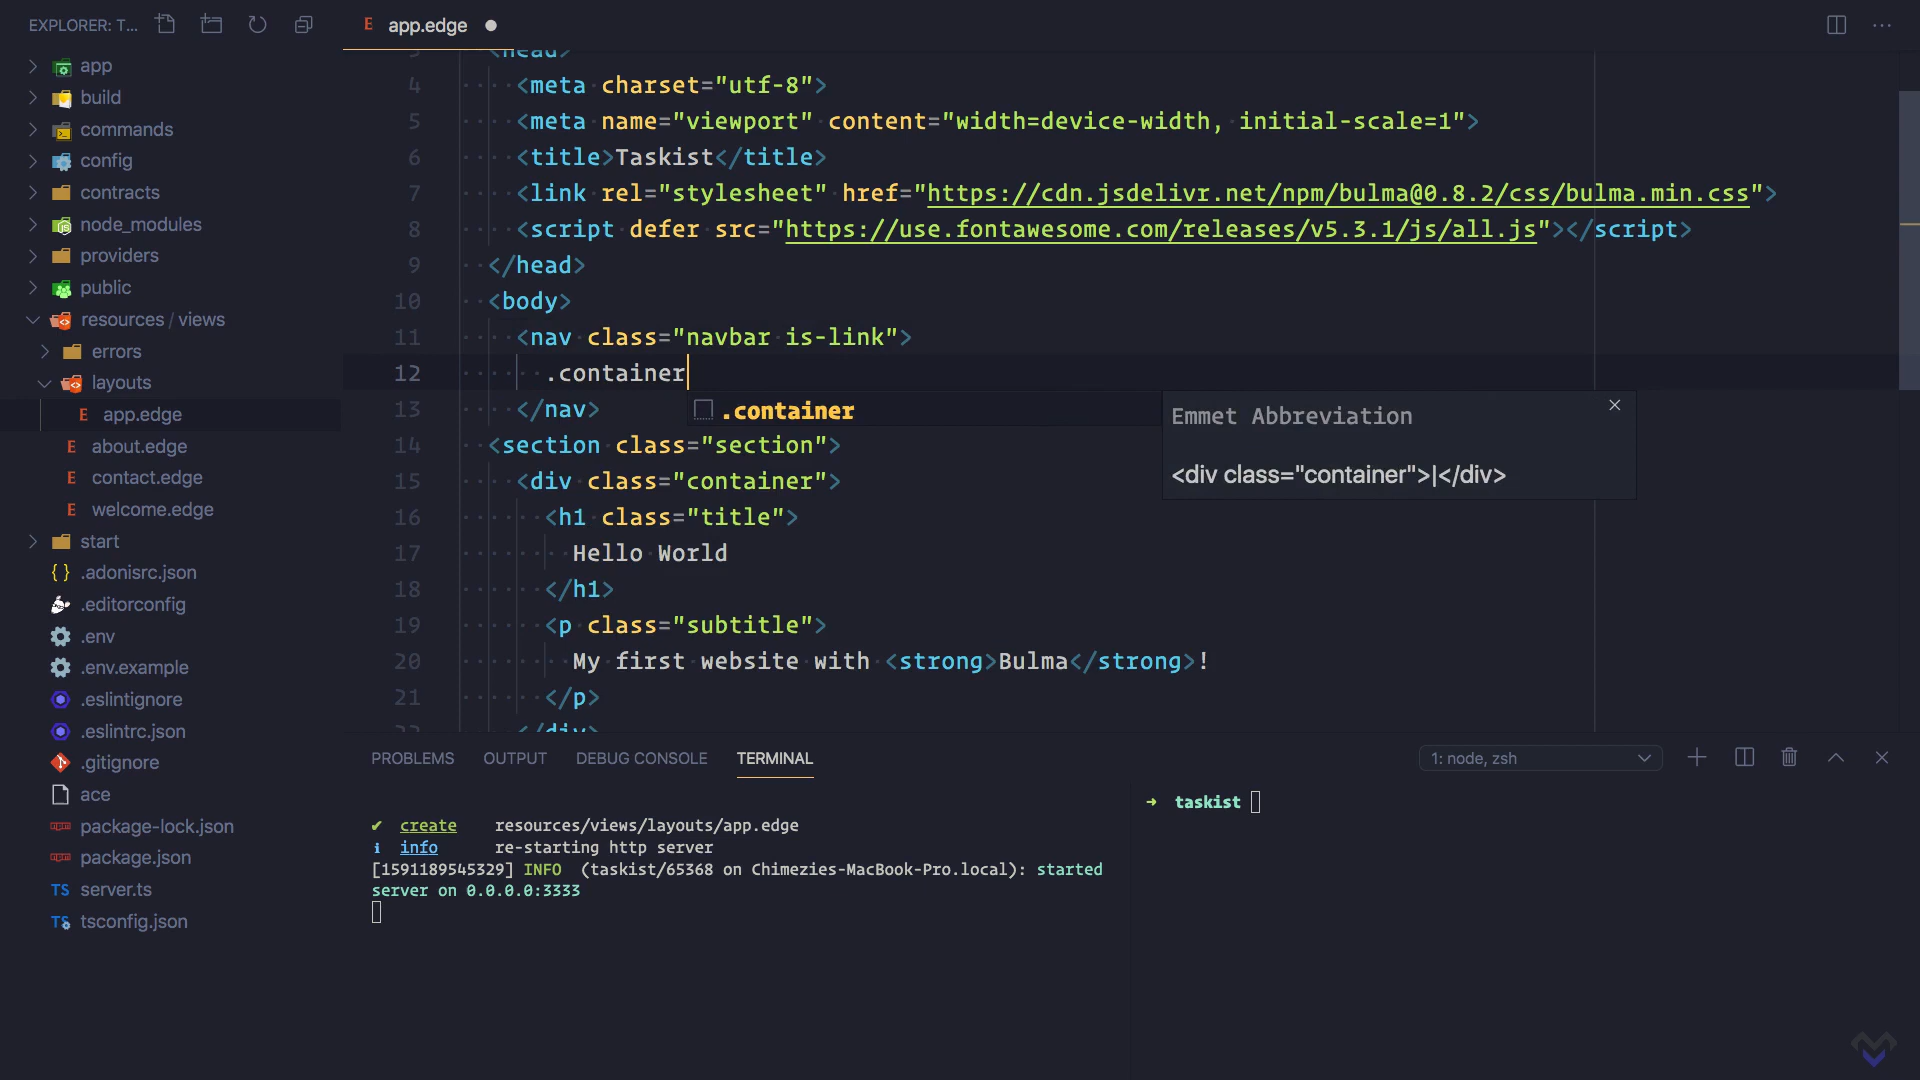 EXPLORER: T...
app
build
commands
config
contracts
node_modules
providers
public
resources / views
errors
layouts
E app.edge
E about.edge
E contact.edge
E welcome.edge
start
{ } .adonisrc.json
.editorconfig
.env
.env.example
.eslintignore
.eslintrc.json
.gitignore
ace
package-lock.json
package.json
TS server.ts
TS tsconfig.json
E app.edge
3 <head>
4 <meta charset="utf-8">
5 <meta name="viewport" content="width=device-width, initial-scale=1">
6 <title>Taskist</title>
7 <link rel="stylesheet" href="https://cdn.jsdelivr.net/npm/bulma@0.8.2/css/bulma.min.css">
8 <script defer src="https://use.fontawesome.com/releases/v5.3.1/js/all.js"></script>
9 </head>
10 <body>
11 <nav class="navbar is-link">
12 .container
13 </nav>
14 <section class="section">
15 <div class="container">
16 <h1 class="title">
17 Hello World
18 </h1>
19 <p class="subtitle">
20 My first website with <strong>Bulma</strong>!
21 </p>
22 </div>
.container
Emmet Abbreviation
<div class="container">|</div>
PROBLEMS OUTPUT DEBUG CONSOLE TERMINAL
1: node, zsh
✔ create resources/views/layouts/app.edge
ℹ info re-starting http server
[1591189545329] INFO (taskist/65368 on Chimezies-MacBook-Pro.local): started
server on 0.0.0.0:3333
➜ taskist